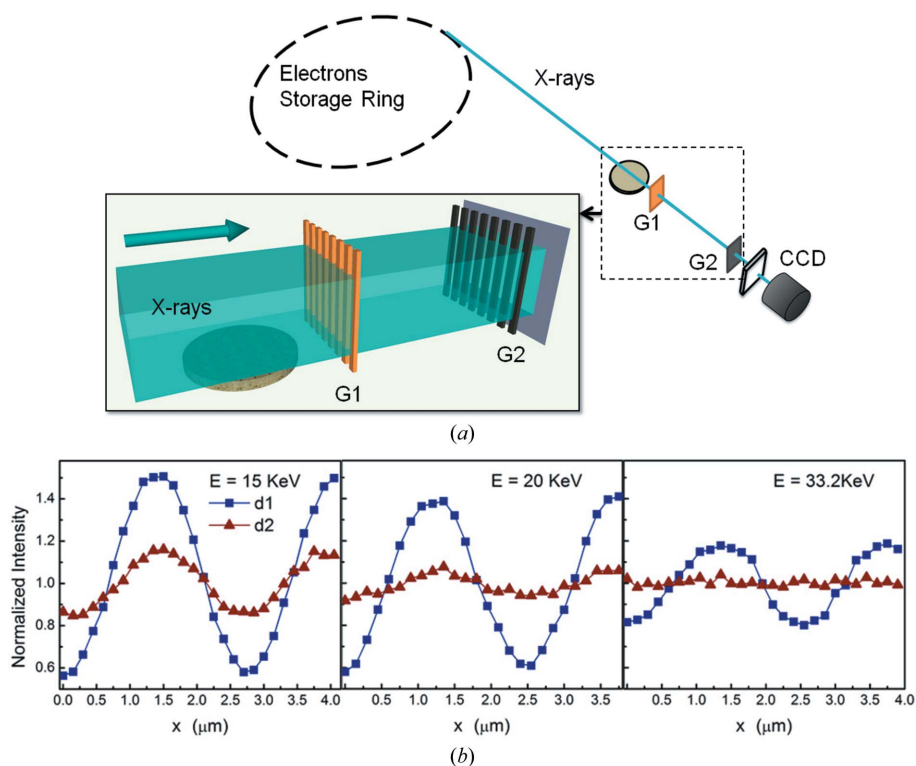 Electrons
Storage Ring
X-rays
G1
G2
CCD
X-rays
G1
G2
(a)
E = 15 KeV
d1
d2
E = 20 KeV
E = 33.2KeV
Normalized Intensity
1.4
1.2
1.0
0.8
0.6
0.0 0.5 1.0 1.5 2.0 2.5 3.0 3.5 4.0
0.0 0.5 1.0 1.5 2.0 2.5 3.0 3.5
0.0 0.5 1.0 1.5 2.0 2.5 3.0 3.5 4.0
x (μm)
x (μm)
x (μm)
(b)